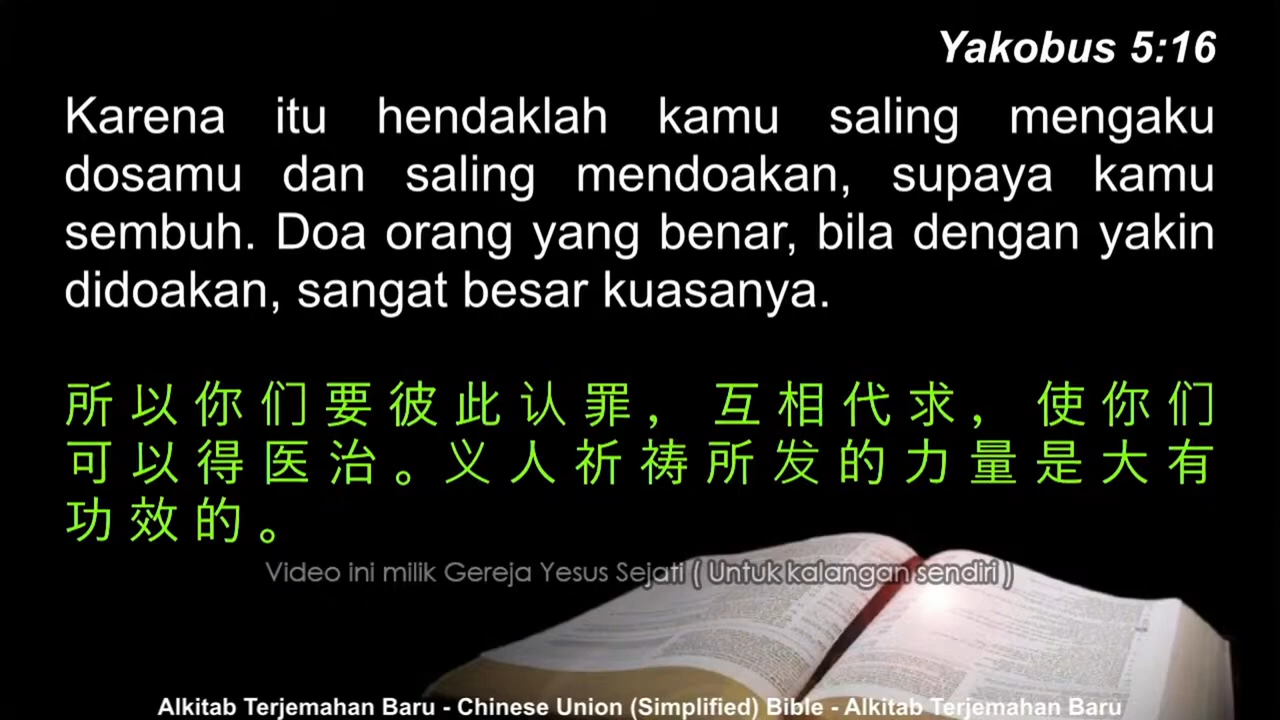 Yakobus 5:16
Karena itu hendaklah kamu saling mengaku
dosamu dan saling mendoakan, supaya kamu
sembuh. Doa orang yang benar, bila dengan yakin
didoakan, sangat besar kuasanya.
所以你们要彼此认罪，互相代求，使你们
可以得医治。义人祈祷所发的力量是大有
功效的。
Video ini milik Gereja Yesus Sejati ( Untuk kalangan sendiri )
Alkitab Terjemahan Baru - Chinese Union (Simplified) Bible - Alkitab Terjemahan Baru